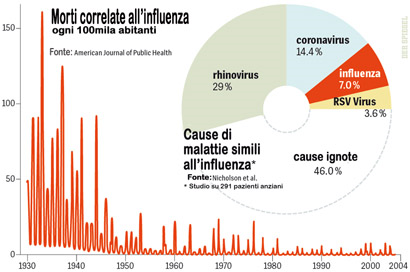 Morti correlate all'influenza
ogni 100mila abitanti
Fonte: American Journal of Public Health
160
150
100
50
0
1930
1940
1950
1960
1970
1980
1990
2000
2004
coronavirus
14.4%
influenza
7.0%
RSV Virus
3.6%
rhinovirus
29%
cause ignote
46.0%
Cause di
malattie simili
all'influenza*
Fonte: Nicholson et al.
* Studio su 291 pazienti anziani
DER SPIEGEL